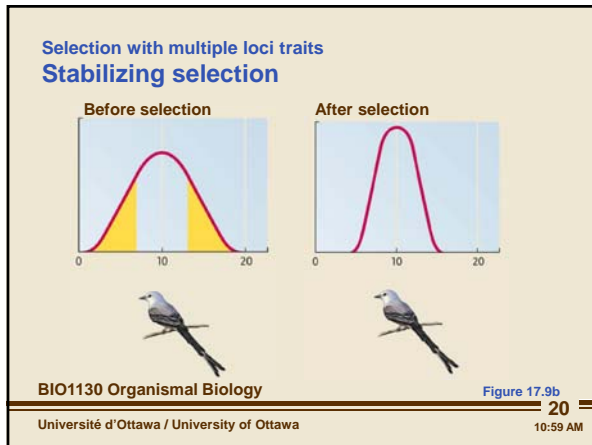 Selection with multiple loci traits
Stabilizing selection
Before selection
After selection
0 10 20
0 10 20
BIO1130 Organismal Biology
Figure 17.9b
20
Université d'Ottawa / University of Ottawa
10:59 AM